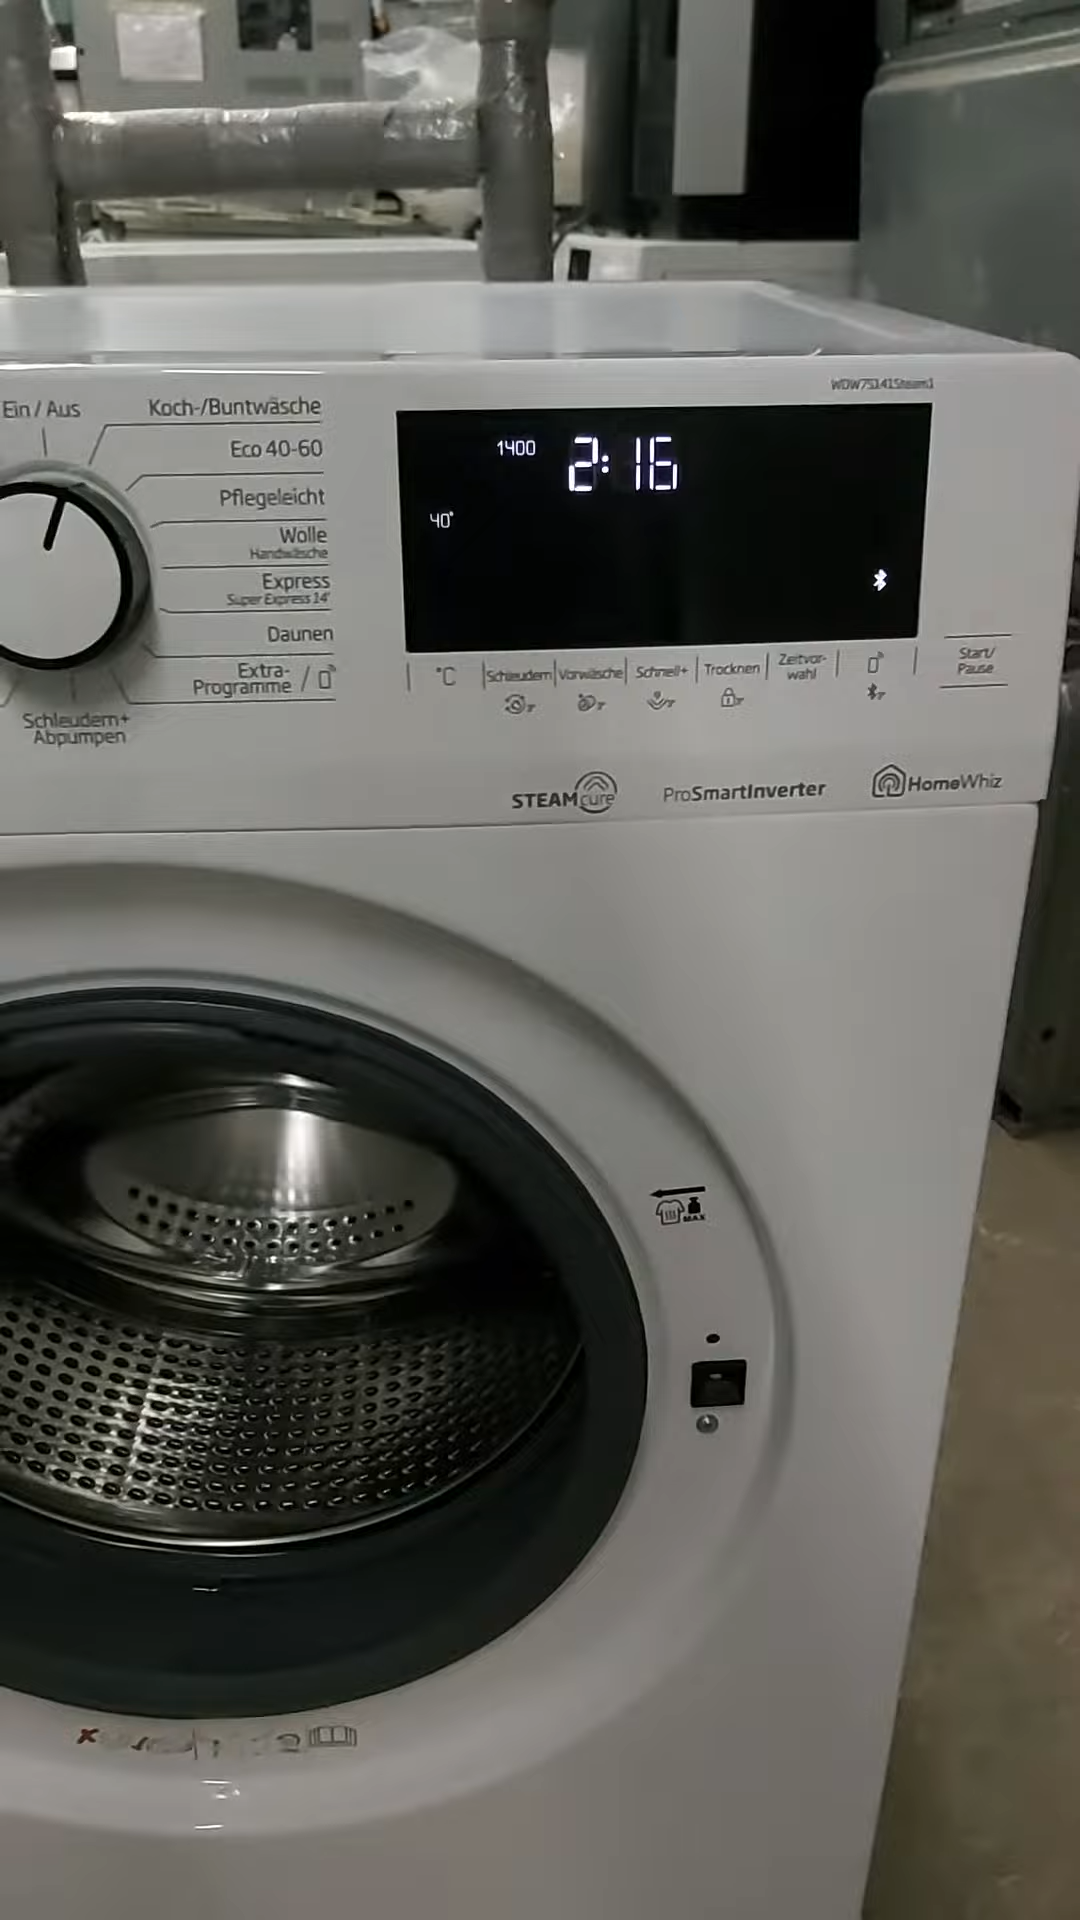 WDW75141Steam1
Ein / Aus
Koch-/Buntwäsche
Eco 40-60
Pflegeleicht
Wolle
Handwäsche
Express
Super Express 14'
Daunen
Extra-
Programme /
Schleudern+
Abpumpen
1400 2:16
40°
°C Schleudern Vorwäsche Schnell+ Trocknen Zeitvor-
wahl
Start/
Pause
STEAMcure ProSmartInverter HomeWhiz
MAX